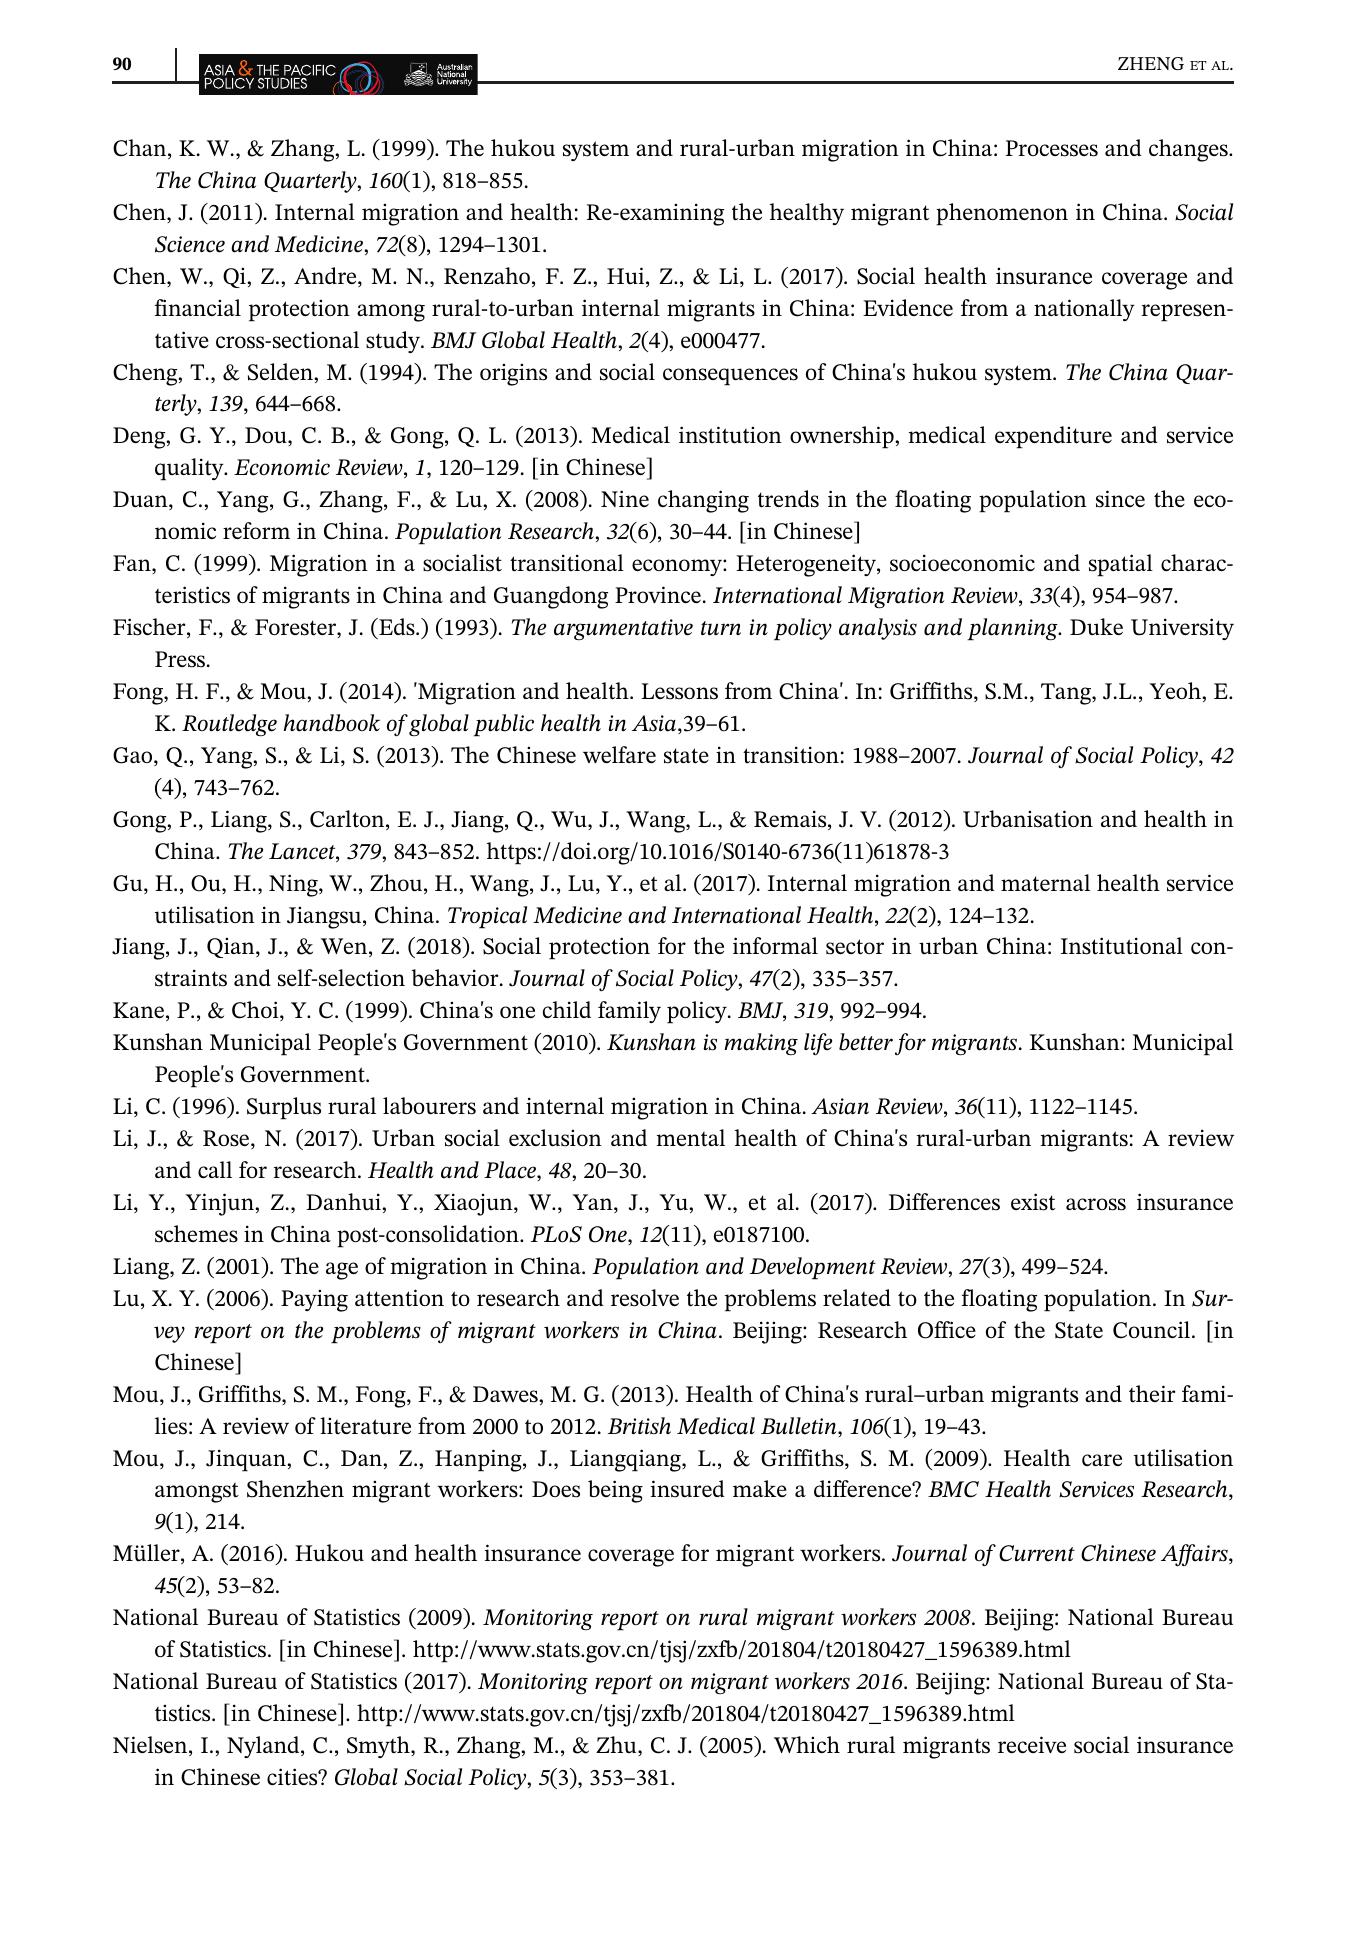 90
ASIA & THE PACIFIC
POLICY STUDIES
Australian
National
University
ZHENG ET AL.
Chan, K. W., & Zhang, L. (1999). The hukou system and rural-urban migration in China: Processes and changes.
The China Quarterly, 160(1), 818–855.
Chen, J. (2011). Internal migration and health: Re-examining the healthy migrant phenomenon in China. Social
Science and Medicine, 72(8), 1294–1301.
Chen, W., Qi, Z., Andre, M. N., Renzaho, F. Z., Hui, Z., & Li, L. (2017). Social health insurance coverage and
financial protection among rural-to-urban internal migrants in China: Evidence from a nationally represen-
tative cross-sectional study. BMJ Global Health, 2(4), e000477.
Cheng, T., & Selden, M. (1994). The origins and social consequences of China's hukou system. The China Quar-
terly, 139, 644–668.
Deng, G. Y., Dou, C. B., & Gong, Q. L. (2013). Medical institution ownership, medical expenditure and service
quality. Economic Review, 1, 120–129. [in Chinese]
Duan, C., Yang, G., Zhang, F., & Lu, X. (2008). Nine changing trends in the floating population since the eco-
nomic reform in China. Population Research, 32(6), 30–44. [in Chinese]
Fan, C. (1999). Migration in a socialist transitional economy: Heterogeneity, socioeconomic and spatial charac-
teristics of migrants in China and Guangdong Province. International Migration Review, 33(4), 954–987.
Fischer, F., & Forester, J. (Eds.) (1993). The argumentative turn in policy analysis and planning. Duke University
Press.
Fong, H. F., & Mou, J. (2014). 'Migration and health. Lessons from China'. In: Griffiths, S.M., Tang, J.L., Yeoh, E.
K. Routledge handbook of global public health in Asia,39–61.
Gao, Q., Yang, S., & Li, S. (2013). The Chinese welfare state in transition: 1988–2007. Journal of Social Policy, 42
(4), 743–762.
Gong, P., Liang, S., Carlton, E. J., Jiang, Q., Wu, J., Wang, L., & Remais, J. V. (2012). Urbanisation and health in
China. The Lancet, 379, 843–852. https://doi.org/10.1016/S0140-6736(11)61878-3
Gu, H., Ou, H., Ning, W., Zhou, H., Wang, J., Lu, Y., et al. (2017). Internal migration and maternal health service
utilisation in Jiangsu, China. Tropical Medicine and International Health, 22(2), 124–132.
Jiang, J., Qian, J., & Wen, Z. (2018). Social protection for the informal sector in urban China: Institutional con-
straints and self-selection behavior. Journal of Social Policy, 47(2), 335–357.
Kane, P., & Choi, Y. C. (1999). China's one child family policy. BMJ, 319, 992–994.
Kunshan Municipal People's Government (2010). Kunshan is making life better for migrants. Kunshan: Municipal
People's Government.
Li, C. (1996). Surplus rural labourers and internal migration in China. Asian Review, 36(11), 1122–1145.
Li, J., & Rose, N. (2017). Urban social exclusion and mental health of China's rural-urban migrants: A review
and call for research. Health and Place, 48, 20–30.
Li, Y., Yinjun, Z., Danhui, Y., Xiaojun, W., Yan, J., Yu, W., et al. (2017). Differences exist across insurance
schemes in China post-consolidation. PLoS One, 12(11), e0187100.
Liang, Z. (2001). The age of migration in China. Population and Development Review, 27(3), 499–524.
Lu, X. Y. (2006). Paying attention to research and resolve the problems related to the floating population. In Sur-
vey report on the problems of migrant workers in China. Beijing: Research Office of the State Council. [in
Chinese]
Mou, J., Griffiths, S. M., Fong, F., & Dawes, M. G. (2013). Health of China's rural–urban migrants and their fami-
lies: A review of literature from 2000 to 2012. British Medical Bulletin, 106(1), 19–43.
Mou, J., Jinquan, C., Dan, Z., Hanping, J., Liangqiang, L., & Griffiths, S. M. (2009). Health care utilisation
amongst Shenzhen migrant workers: Does being insured make a difference? BMC Health Services Research,
9(1), 214.
Müller, A. (2016). Hukou and health insurance coverage for migrant workers. Journal of Current Chinese Affairs,
45(2), 53–82.
National Bureau of Statistics (2009). Monitoring report on rural migrant workers 2008. Beijing: National Bureau
of Statistics. [in Chinese]. http://www.stats.gov.cn/tjsj/zxfb/201804/t20180427_1596389.html
National Bureau of Statistics (2017). Monitoring report on migrant workers 2016. Beijing: National Bureau of Sta-
tistics. [in Chinese]. http://www.stats.gov.cn/tjsj/zxfb/201804/t20180427_1596389.html
Nielsen, I., Nyland, C., Smyth, R., Zhang, M., & Zhu, C. J. (2005). Which rural migrants receive social insurance
in Chinese cities? Global Social Policy, 5(3), 353–381.